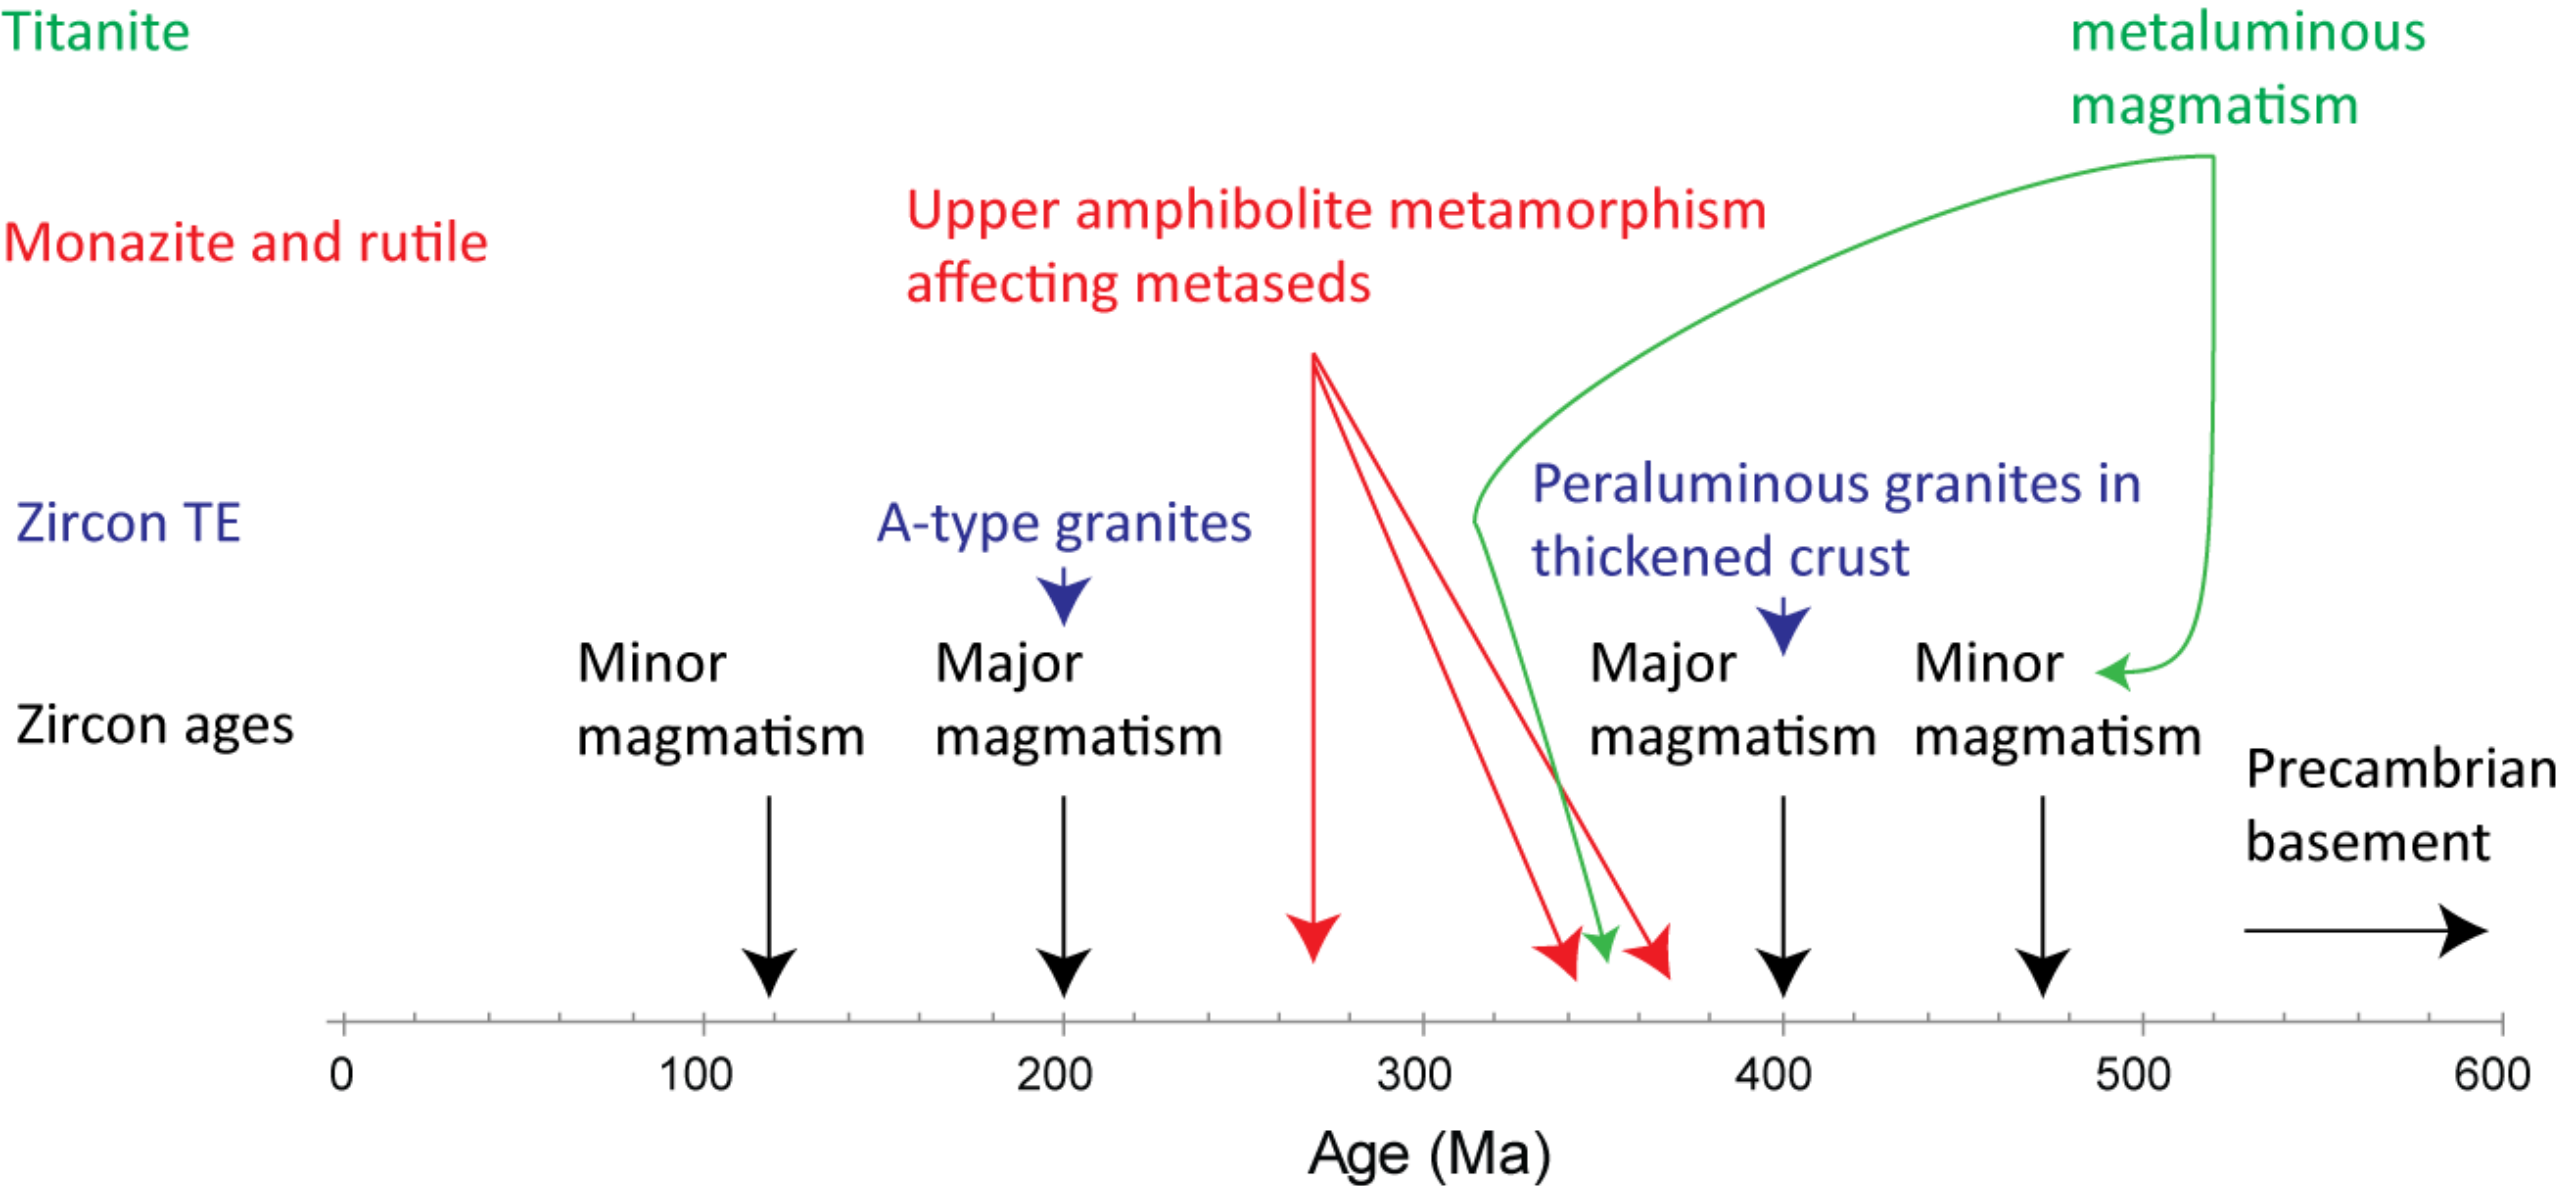 Titanite
metaluminous
magmatism
Monazite and rutile
Upper amphibolite metamorphism
affecting metaseds
Zircon TE
A-type granites
Peraluminous granites in
thickened crust
Zircon ages
Minor
magmatism
Major
magmatism
Major
magmatism
Minor
magmatism
Precambrian
basement
0 100 200 300 400 500 600
Age (Ma)